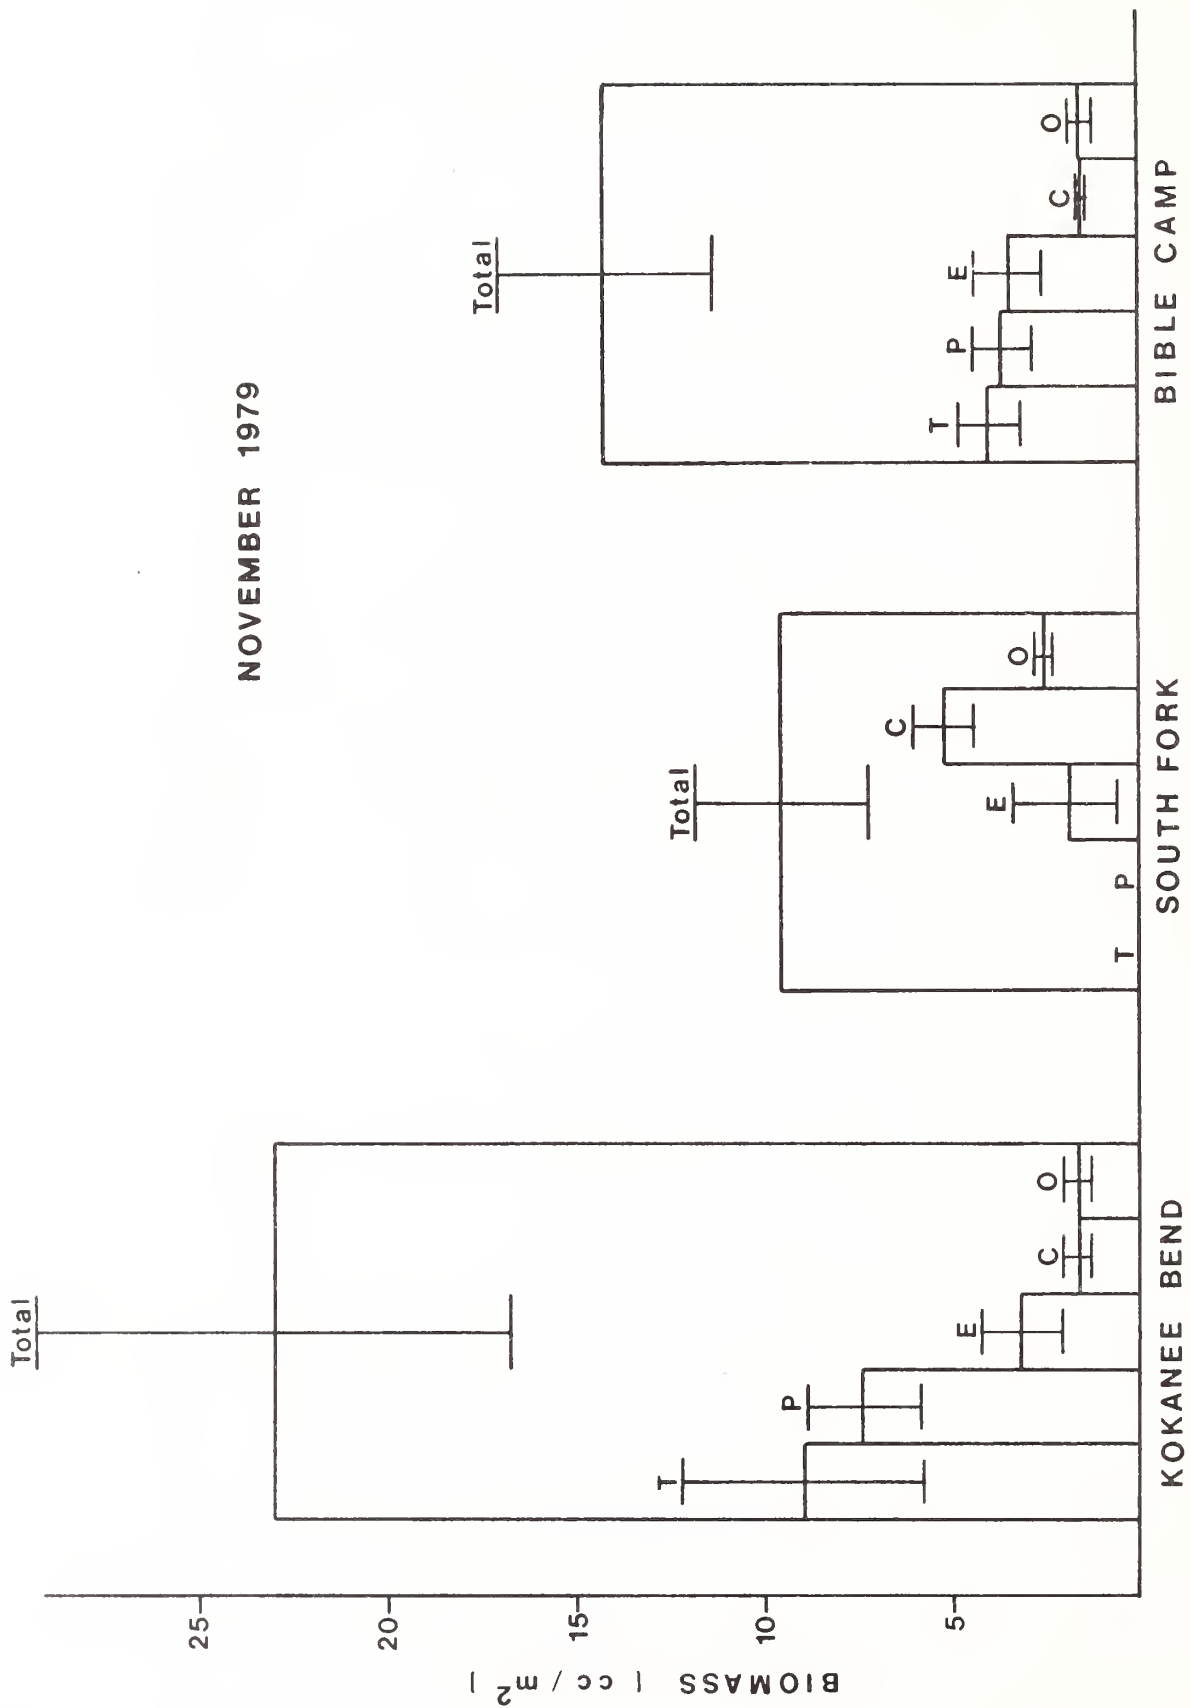 NOVEMBER 1979
BIOMASS ( cc / m² )
25
20
15
10
5
Total
T
P
E
C
O
KOKANEE BEND
Total
T
P
E
C
O
SOUTH FORK
Total
T
P
E
C
O
BIBLE CAMP